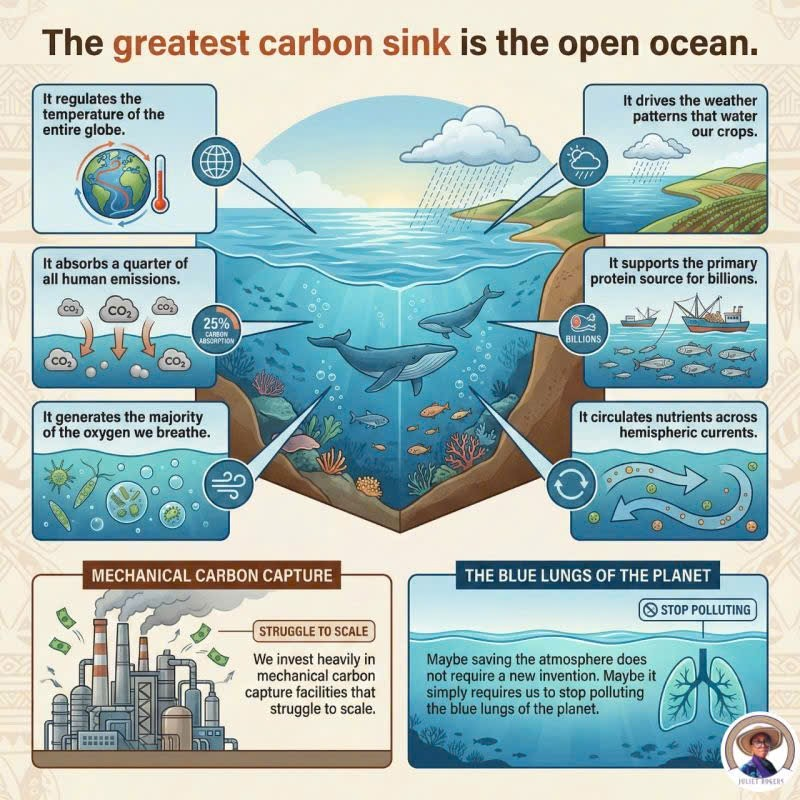 The greatest carbon sink is the open ocean.
It regulates the
temperature of the
entire globe.
It drives the weather
patterns that water
our crops.
It absorbs a quarter of
all human emissions.
CO₂
CO₂
CO₂
CO₂
CO₂
25%
CARBON
ABSORPTION
It supports the primary
protein source for billions.
BILLIONS
It generates the majority
of the oxygen we breathe.
It circulates nutrients across
hemispheric currents.
MECHANICAL CARBON CAPTURE
STRUGGLE TO SCALE
We invest heavily in
mechanical carbon
capture facilities that
struggle to scale.
THE BLUE LUNGS OF THE PLANET
STOP POLLUTING
Maybe saving the atmosphere does
not require a new invention. Maybe it
simply requires us to stop polluting
the blue lungs of the planet.
JULIET ROGERS